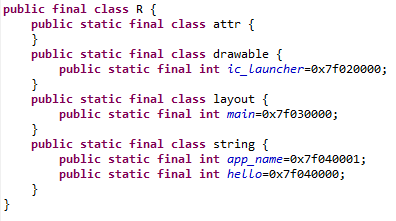 public final class R {
    public static final class attr {
    }
    public static final class drawable {
        public static final int ic_launcher=0x7f020000;
    }
    public static final class layout {
        public static final int main=0x7f030000;
    }
    public static final class string {
        public static final int app_name=0x7f040001;
        public static final int hello=0x7f040000;
    }
}